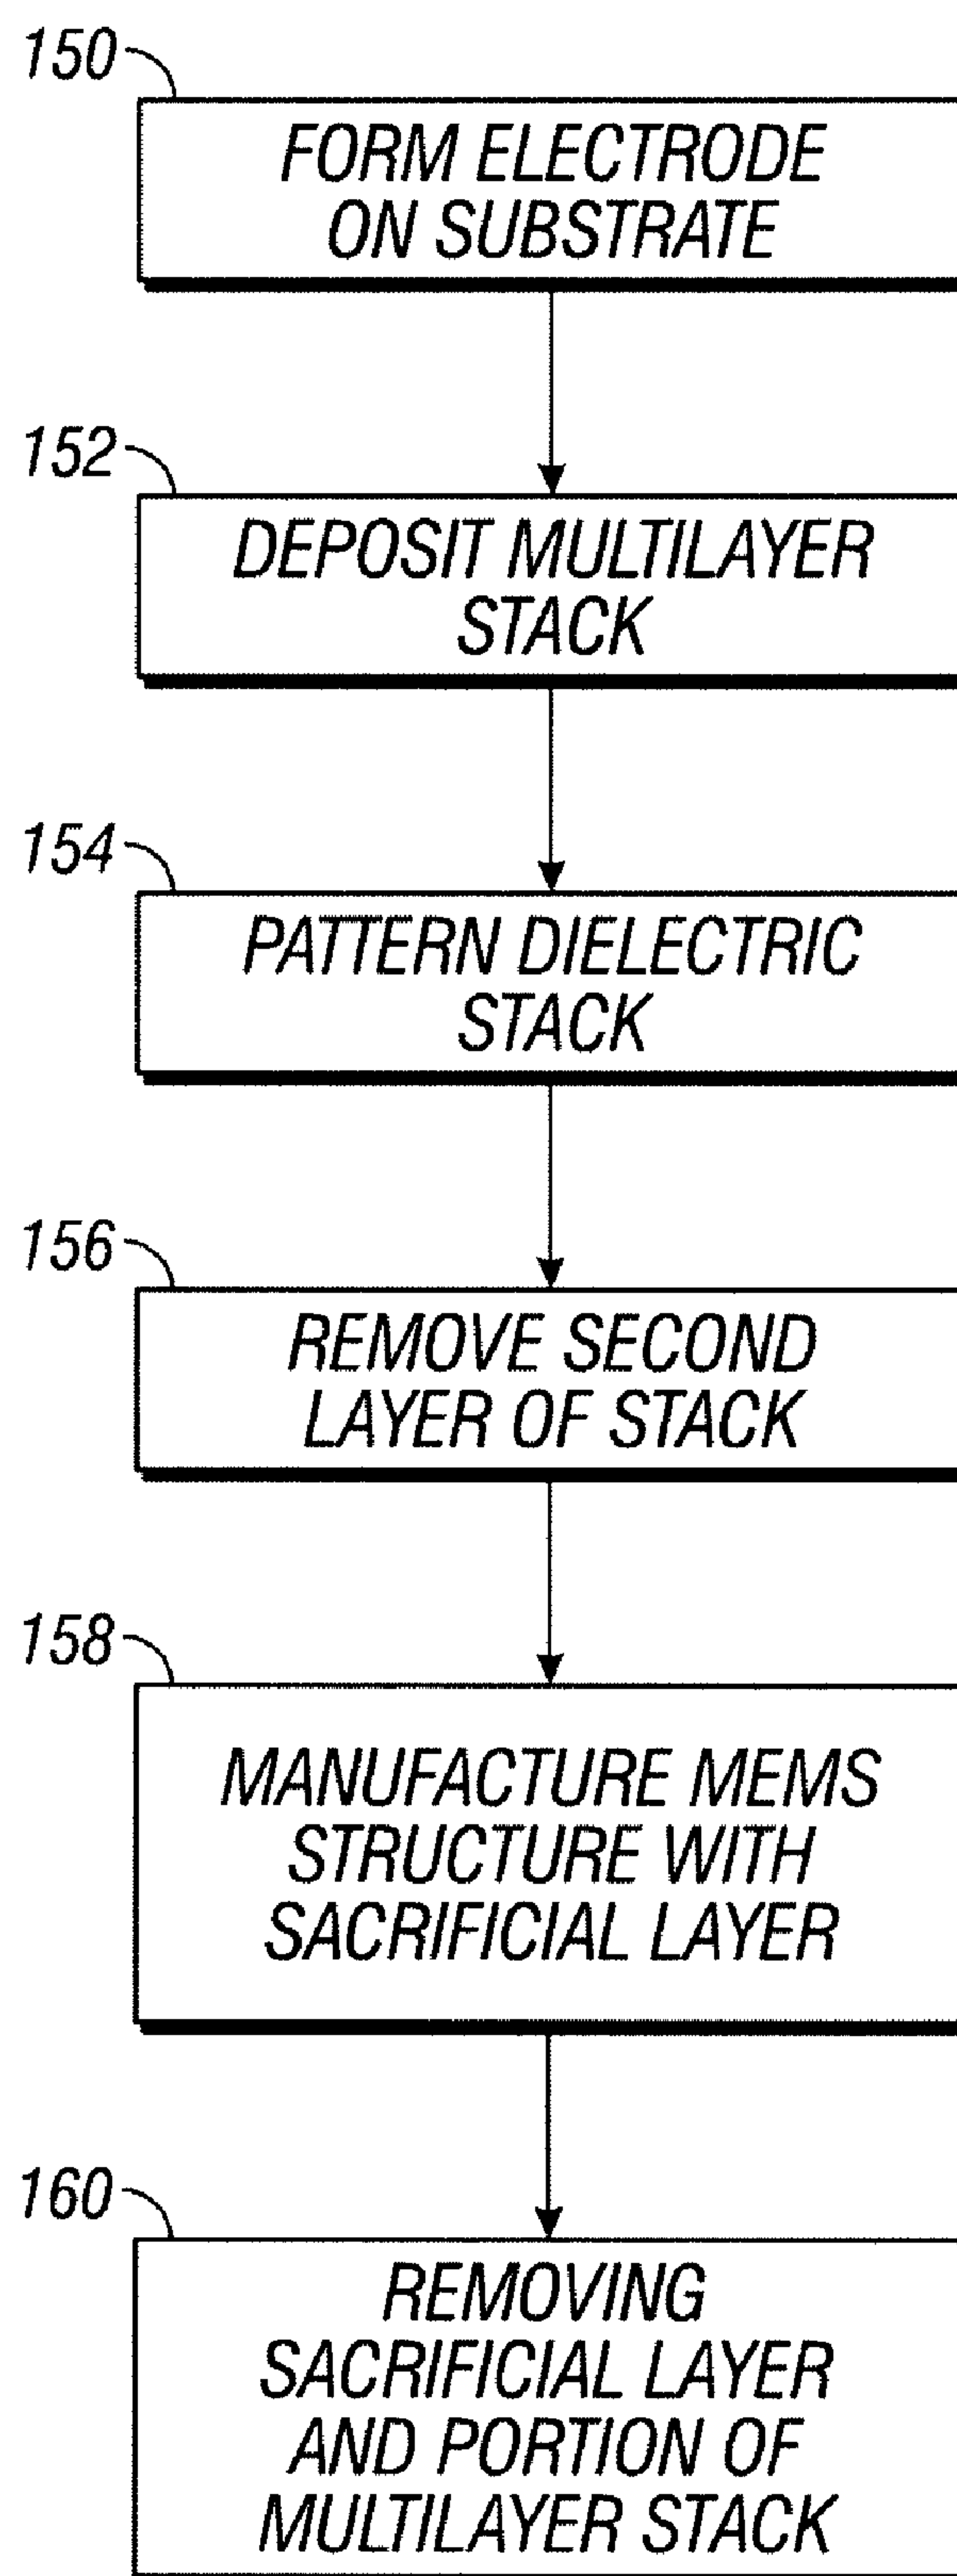 150
FORM ELECTRODE
ON SUBSTRATE
152
DEPOSIT MULTILAYER
STACK
154
PATTERN DIELECTRIC
STACK
156
REMOVE SECOND
LAYER OF STACK
158
MANUFACTURE MEMS
STRUCTURE WITH
SACRIFICIAL LAYER
160
REMOVING
SACRIFICIAL LAYER
AND PORTION OF
MULTILAYER STACK